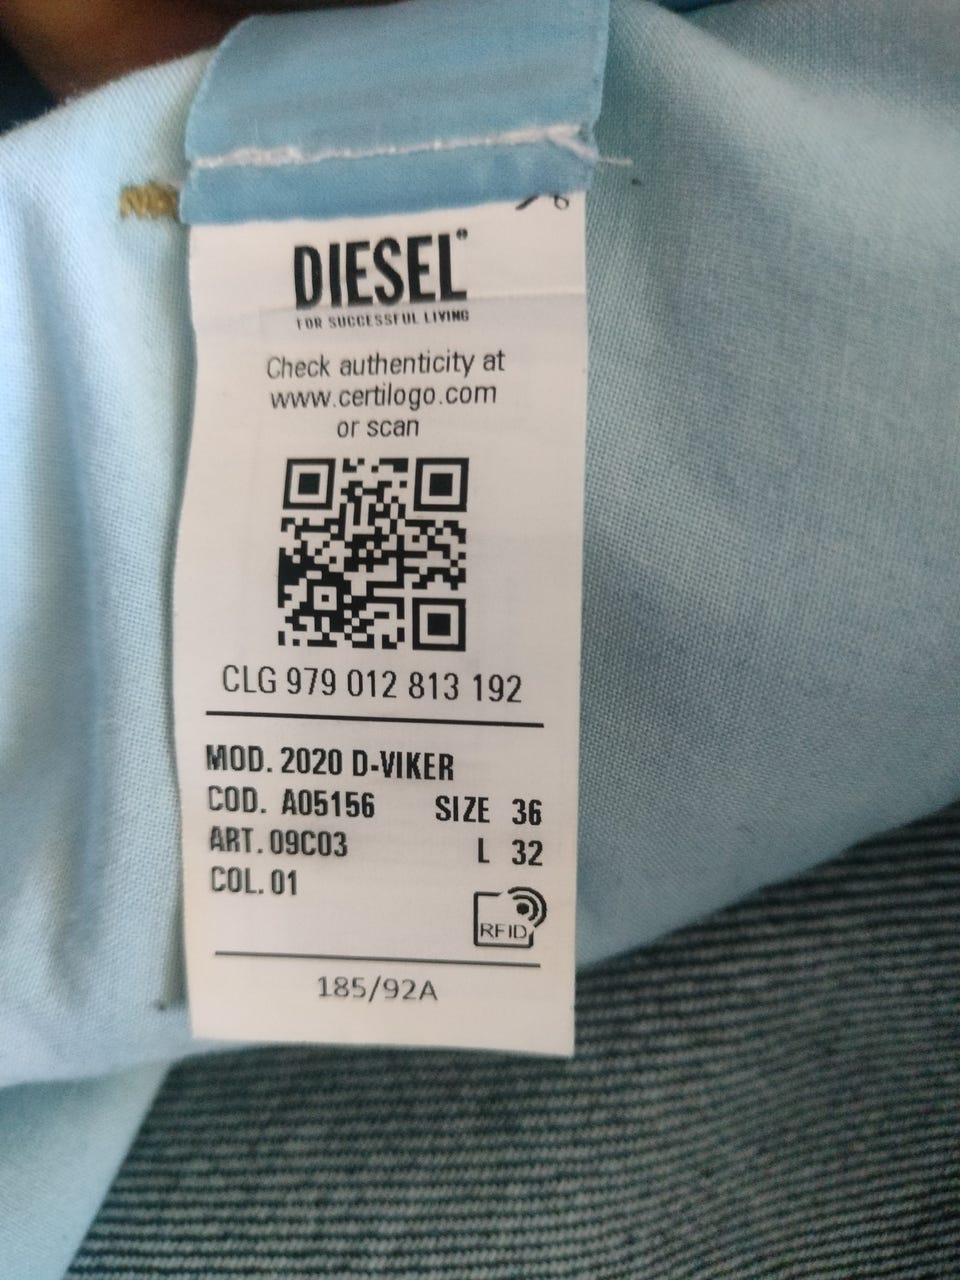 DIESEL®
FOR SUCCESSFUL LIVING
Check authenticity at
www.certilogo.com
or scan
CLG 979 012 813 192
MOD. 2020 D-VIKER
COD. A05156 SIZE 36
ART. 09C03 L 32
COL. 01
RFID
185/92A